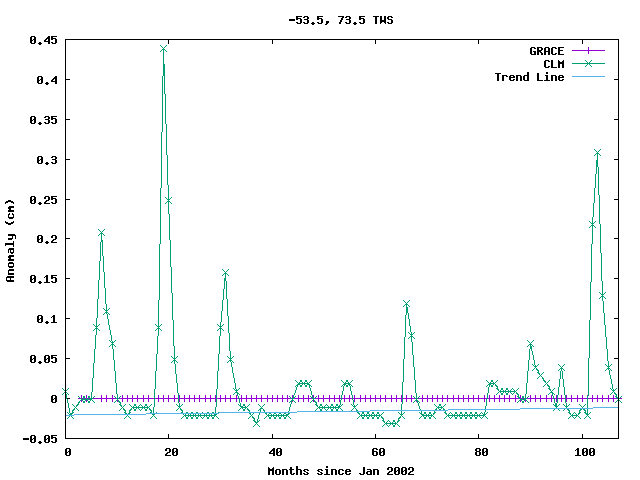 -53.5, 73.5 TWS
GRACE
CLM
Trend Line
0.45
0.4
0.35
0.3
0.25
0.2
0.15
0.1
0.05
0
-0.05
Anomaly (cm)
0 20 40 60 80 100
Months since Jan 2002